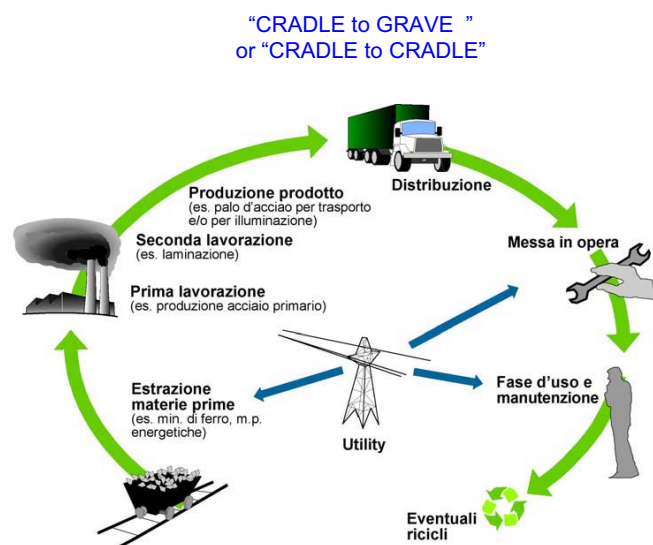 “CRADLE to GRAVE ”
or “CRADLE to CRADLE”
Distribuzione
Produzione prodotto
(es. palo d'acciaio per trasporto
e/o per illuminazione)
Seconda lavorazione
(es. laminazione)
Messa in opera
Prima lavorazione
(es. produzione acciaio primario)
Estrazione
materie prime
(es. min. di ferro, m.p.
energetiche)
Utility
Fase d'uso e
manutenzione
Eventuali
ricicli